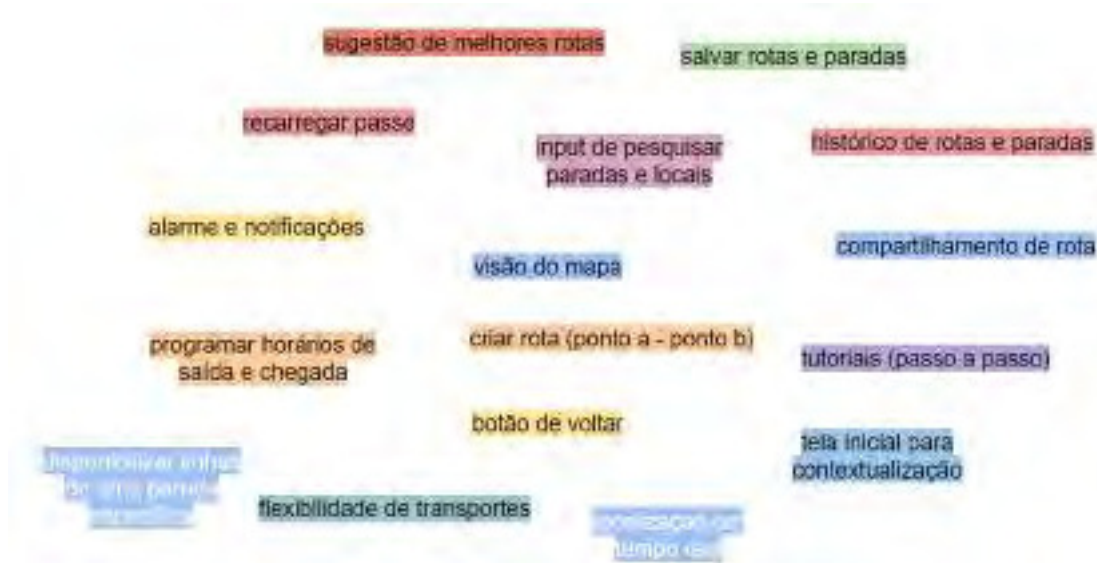 sugestão de melhores rotas
salvar rotas e paradas
recarregar passe
input de pesquisar
paradas e locais
histórico de rotas e paradas
alarme e notificações
visão do mapa
compartilhamento de rota
programar horários de
saída e chegada
criar rota (ponto a - ponto b)
tutoriais (passo a passo)
botão de voltar
tela inicial para
contextualização
flexibilidade de transportes
tempo